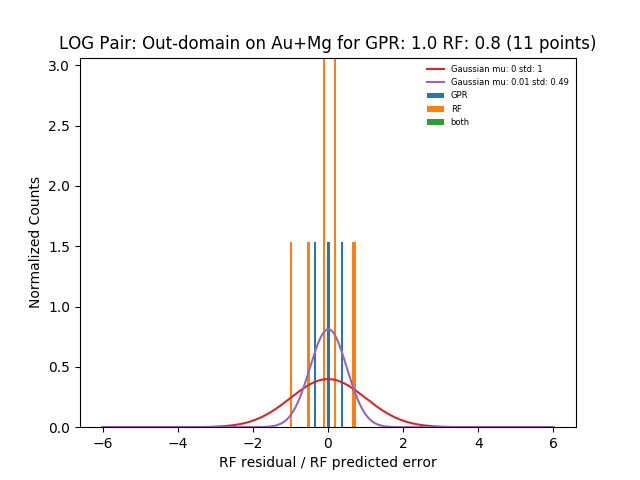 LOG Pair: Out-domain on Au+Mg for GPR: 1.0 RF: 0.8 (11 points)
Normalized Counts
3.0
2.5
2.0
1.5
1.0
0.5
0.0
−6 −4 −2 0 2 4 6
RF residual / RF predicted error
Gaussian mu: 0 std: 1
Gaussian mu: 0.01 std: 0.49
GPR
RF
both